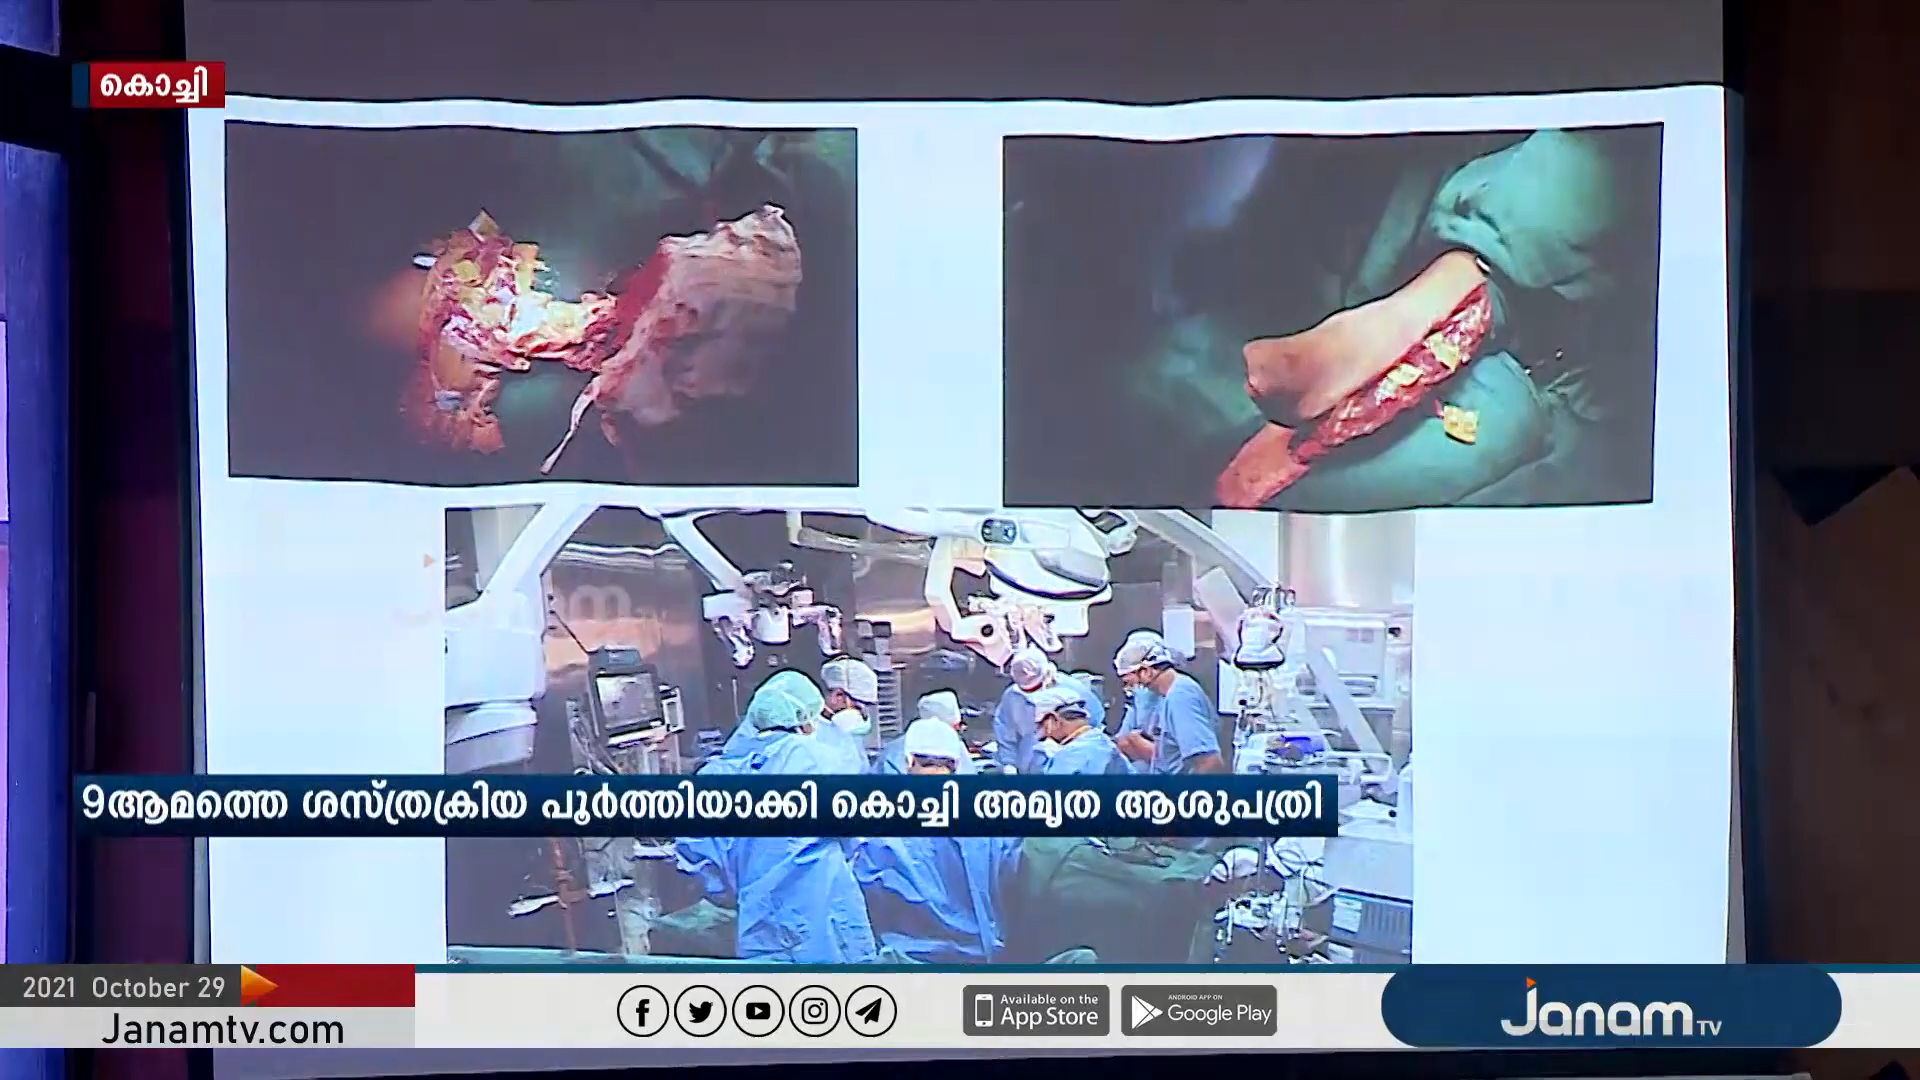 കൊച്ചി
Janam
9ആമത്തെ ശസ്ത്രക്രിയ പൂർത്തിയാക്കി കൊച്ചി അമൃത ആശുപത്രി
2021 October 29
Janamtv.com
Available on the
App Store
ANDROID APP ON
Google Play
Janam TV